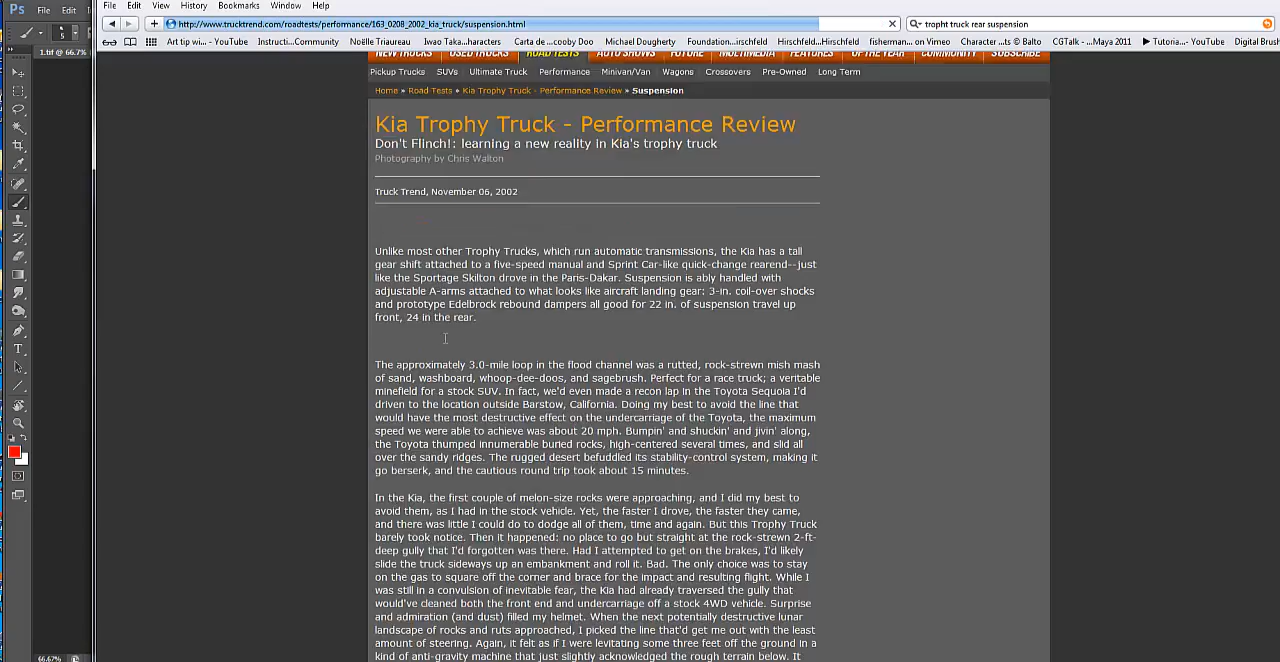 Ps File Edit
File Edit View History Bookmarks Window Help
http://www.trucktrend.com/roadtests/performance/163_0208_2002_kia_truck/suspension.html
tropht truck rear suspension
Art tip wi... - YouTube Instructi...Community Noëlle Triaureau Iwao Taka...haracters Carta de ...cooby Doo Michael Dougherty Foundation...irschfeld Hirschfeld...Hirschfeld fisherman... on Vimeo Character ...ts © Balto CGTalk - ...Maya 2011 ▶ Tutoria...- YouTube Digital Brush
1.tif @ 66.7%
NEW TRUCKS USED TRUCKS ROAD TESTS AUTO SHOWS FUTURE MULTIMEDIA OF THE YEAR COMMUNITY SUBSCRIBE
Pickup Trucks SUVs Ultimate Truck Performance Minivan/Van Wagons Crossovers Pre-Owned Long Term
Home » Road Tests » Kia Trophy Truck - Performance Review » Suspension
Kia Trophy Truck - Performance Review
Don't Flinch!: learning a new reality in Kia's trophy truck
Photography by Chris Walton
Truck Trend, November 06, 2002
Unlike most other Trophy Trucks, which run automatic transmissions, the Kia has a tall
gear shift attached to a five-speed manual and Sprint Car-like quick-change rearend--just
like the Sportage Skilton drove in the Paris-Dakar. Suspension is ably handled with
adjustable A-arms attached to what looks like aircraft landing gear: 3-in. coil-over shocks
and prototype Edelbrock rebound dampers all good for 22 in. of suspension travel up
front, 24 in the rear.
The approximately 3.0-mile loop in the flood channel was a rutted, rock-strewn mish mash
of sand, washboard, whoop-dee-doos, and sagebrush. Perfect for a race truck; a veritable
minefield for a stock SUV. In fact, we'd even made a recon lap in the Toyota Sequoia I'd
driven to the location outside Barstow, California. Doing my best to avoid the line that
would have the most destructive effect on the undercarriage of the Toyota, the maximum
speed we were able to achieve was about 20 mph. Bumpin' and shuckin' and jivin' along,
the Toyota thumped innumerable buried rocks, high-centered several times, and slid all
over the sandy ridges. The rugged desert befuddled its stability-control system, making it
go berserk, and the cautious round trip took about 15 minutes.
In the Kia, the first couple of melon-size rocks were approaching, and I did my best to
avoid them, as I had in the stock vehicle. Yet, the faster I drove, the faster they came,
and there was little I could do to dodge all of them, time and again. But this Trophy Truck
barely took notice. Then it happened: no place to go but straight at the rock-strewn 2-ft-
deep gully that I'd forgotten was there. Had I attempted to get on the brakes, I'd likely
slide the truck sideways up an embankment and roll it. Bad. The only choice was to stay
on the gas to square off the corner and brace for the impact and resulting flight. While I
was still in a convulsion of inevitable fear, the Kia had already traversed the gully that
would've cleaned both the front end and undercarriage off a stock 4WD vehicle. Surprise
and admiration (and dust) filled my helmet. When the next potentially destructive lunar
landscape of rocks and ruts approached, I picked the line that'd get me out with the least
amount of steering. Again, it felt as if I were levitating some three feet off the ground in a
kind of anti-gravity machine that just slightly acknowledged the rough terrain below. It
66.67%